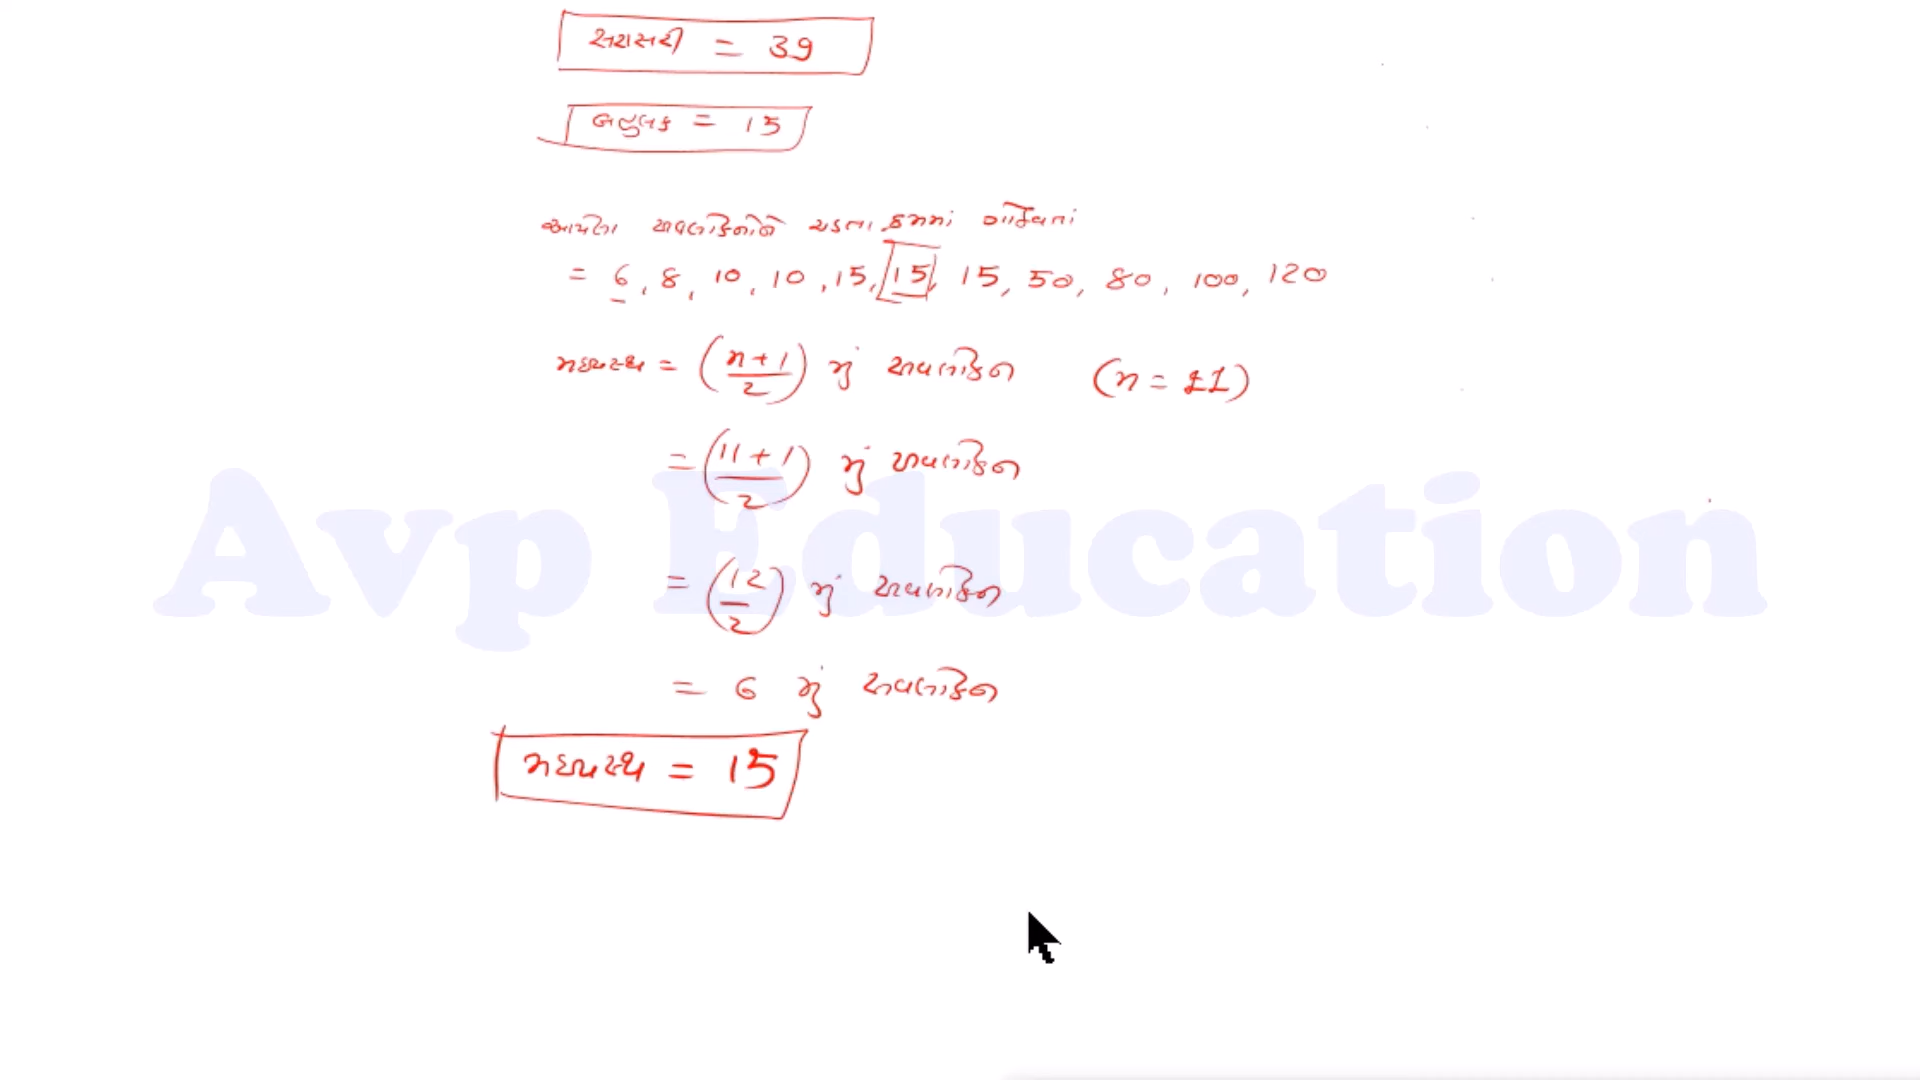 સરાસરી = 39
બહુલક = 15
આપેલા અવલોકનોને ચડતા ક્રમમાં ગોઠવતાં
= 6, 8, 10, 10, 15, 15, 15, 50, 80, 100, 120
મધ્યસ્થ = (n+1/2) મું અવલોકન (n = 11)
= (11+1/2) મું અવલોકન
= (12/2) મું અવલોકન
= 6 મું અવલોકન
મધ્યસ્થ = 15
Avp Education